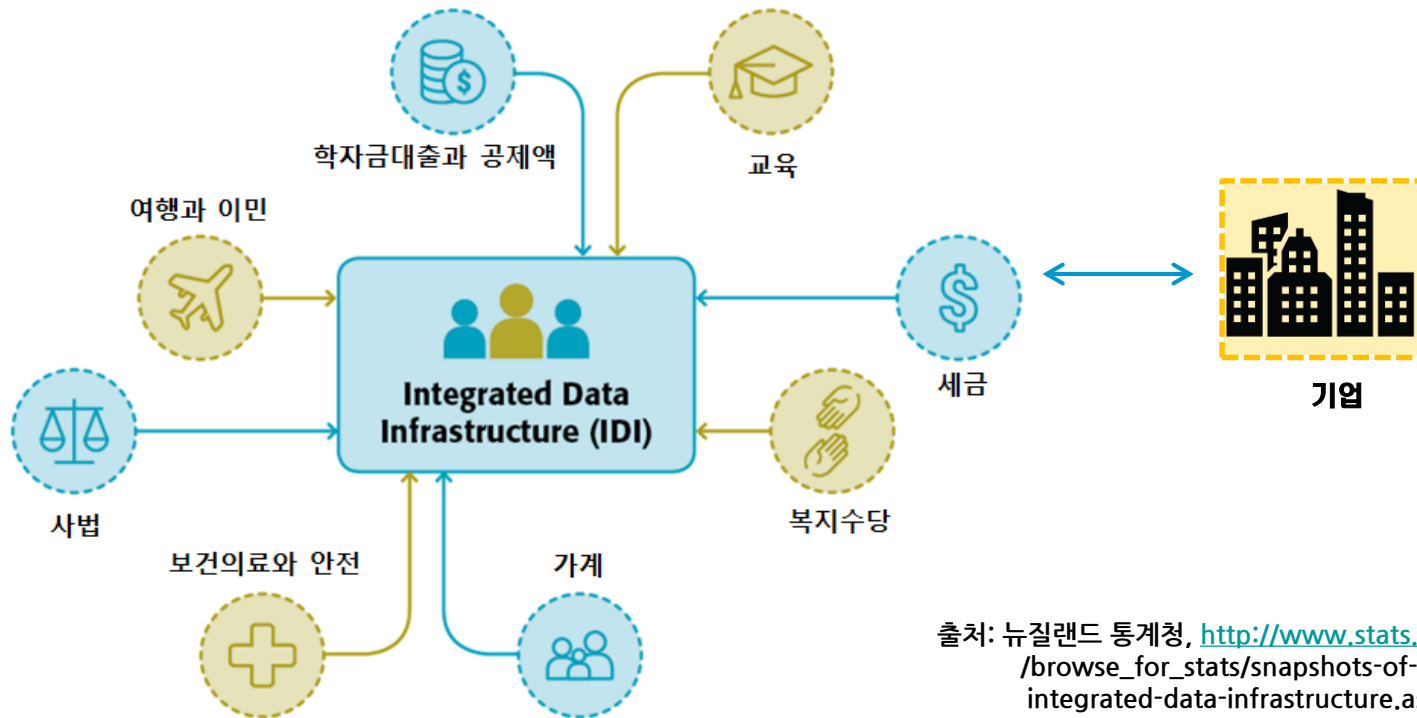 학자금대출과 공제액
교육
여행과 이민
Integrated Data
Infrastructure (IDI)
세금
기업
사법
복지수당
보건의료와 안전
가계
출처: 뉴질랜드 통계청, http://www.stats.
/browse_for_stats/snapshots-of-
integrated-data-infrastructure.as